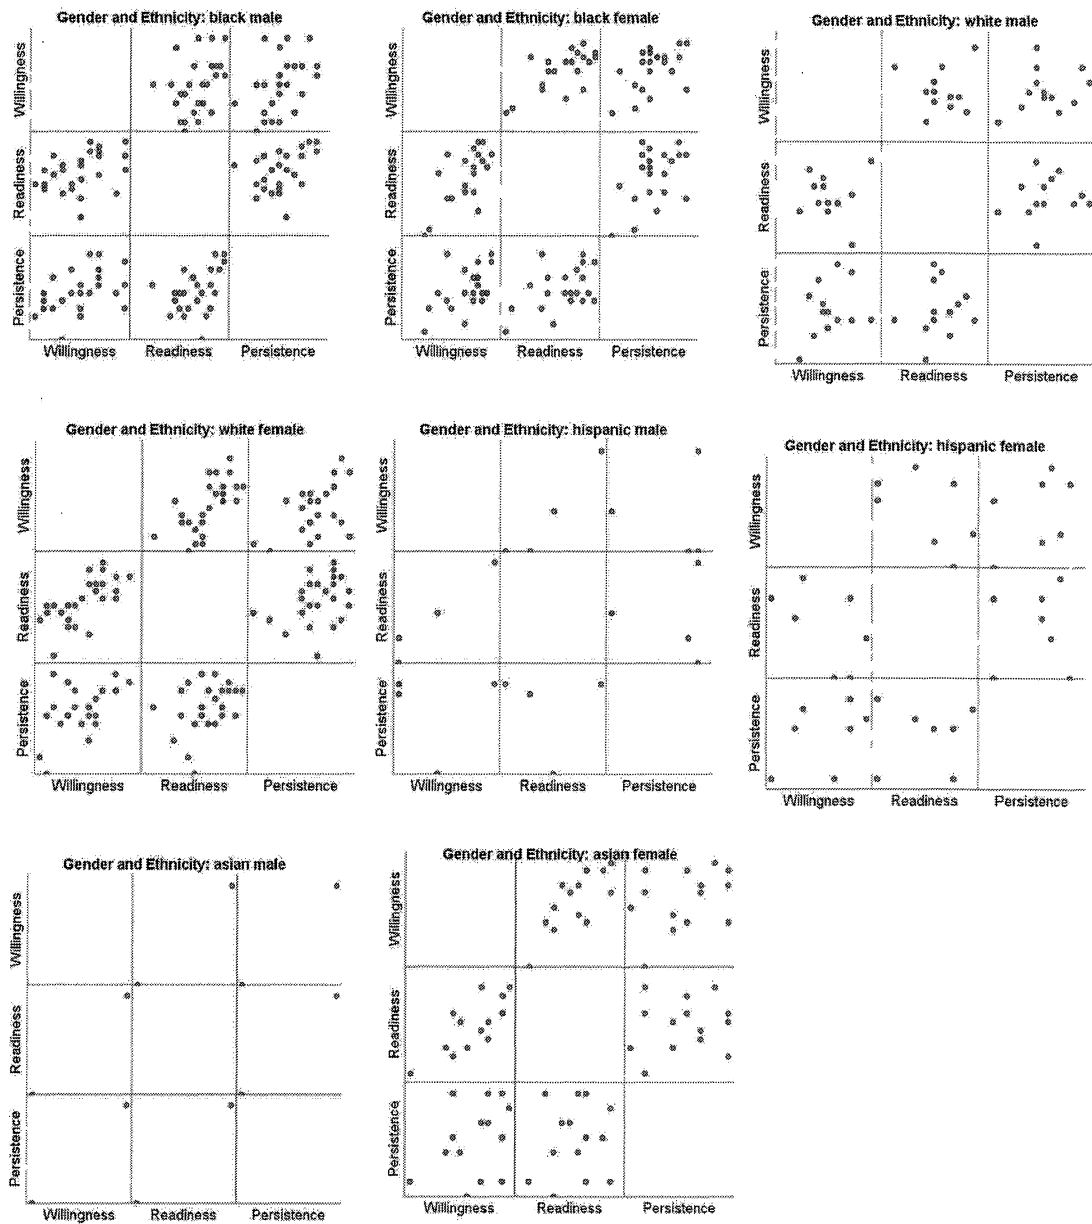 Gender and Ethnicity: black male
Willingness
Readiness
Persistence
Willingness Readiness Persistence
Gender and Ethnicity: black female
Willingness
Readiness
Persistence
Willingness Readiness Persistence
Gender and Ethnicity: white male
Willingness
Readiness
Persistence
Willingness Readiness Persistence
Gender and Ethnicity: white female
Willingness
Readiness
Persistence
Willingness Readiness Persistence
Gender and Ethnicity: hispanic male
Willingness
Readiness
Persistence
Willingness Readiness Persistence
Gender and Ethnicity: hispanic female
Willingness
Readiness
Persistence
Willingness Readiness Persistence
Gender and Ethnicity: asian male
Willingness
Readiness
Persistence
Willingness Readiness Persistence
Gender and Ethnicity: asian female
Willingness
Readiness
Persistence
Willingness Readiness Persistence